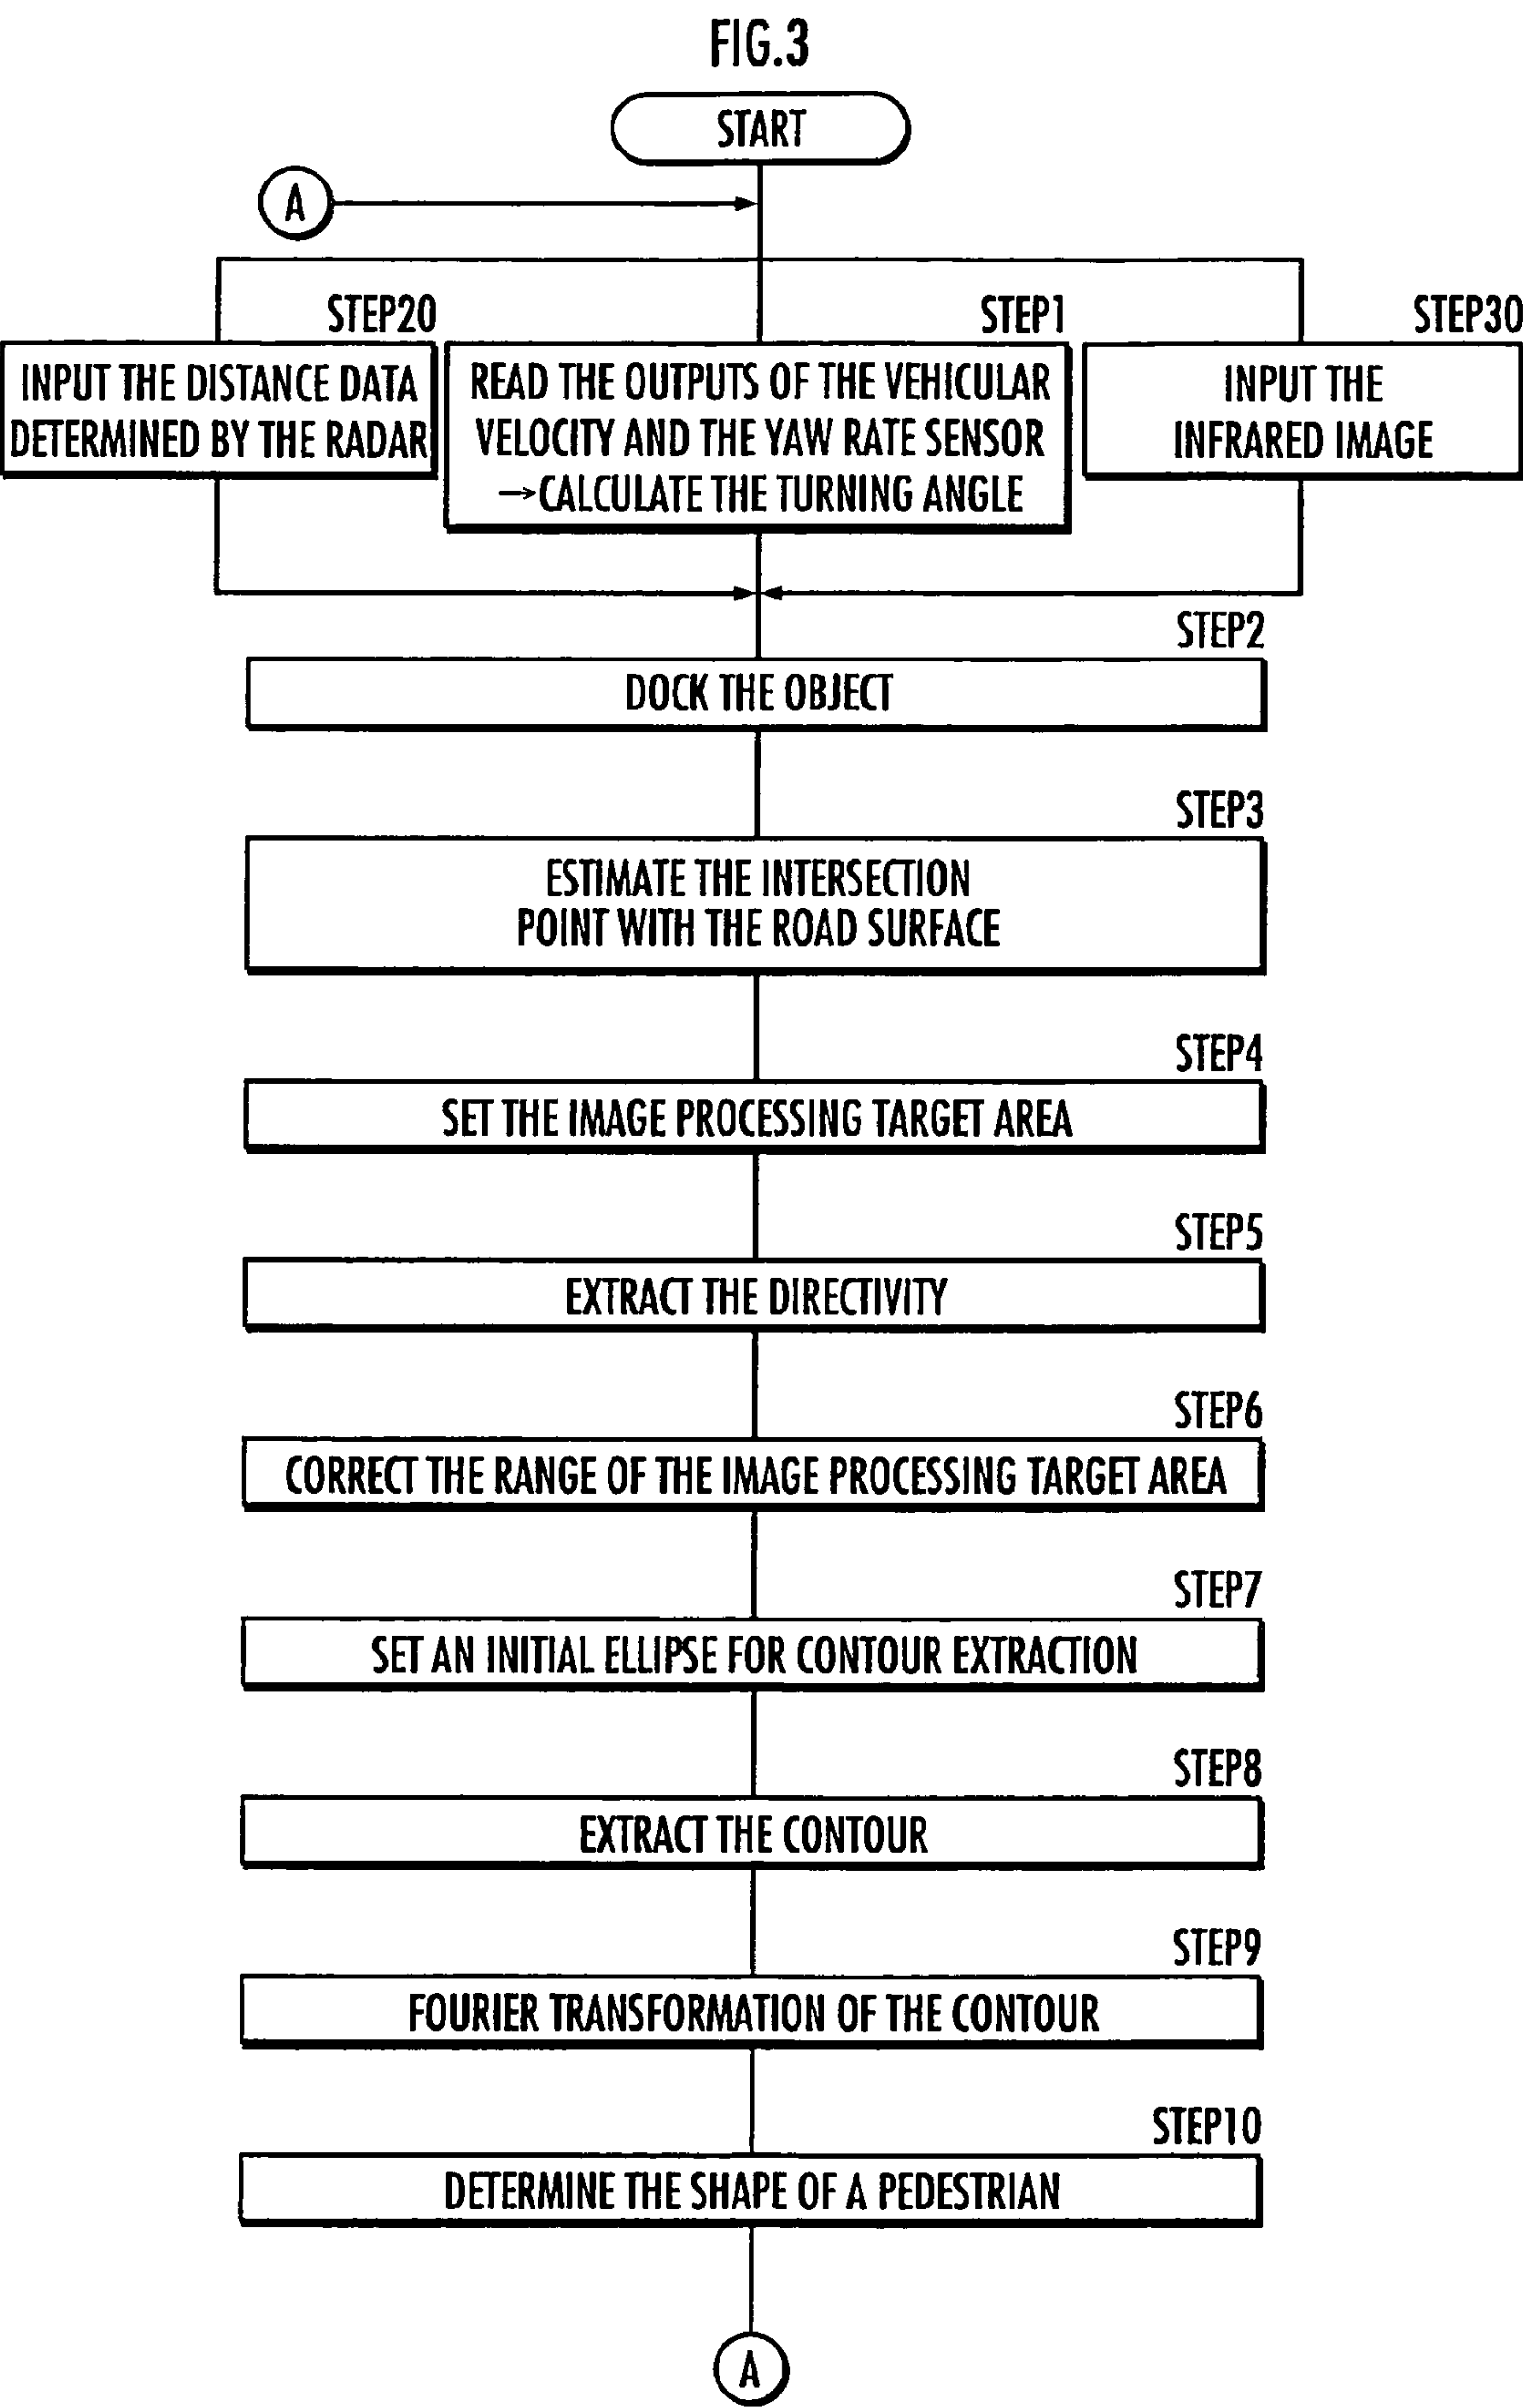 FIG.3
START
A
STEP20
INPUT THE DISTANCE DATA
DETERMINED BY THE RADAR
STEP1
READ THE OUTPUTS OF THE VEHICULAR
VELOCITY AND THE YAW RATE SENSOR
→CALCULATE THE TURNING ANGLE
STEP30
INPUT THE
INFRARED IMAGE
STEP2
DOCK THE OBJECT
STEP3
ESTIMATE THE INTERSECTION
POINT WITH THE ROAD SURFACE
STEP4
SET THE IMAGE PROCESSING TARGET AREA
STEP5
EXTRACT THE DIRECTIVITY
STEP6
CORRECT THE RANGE OF THE IMAGE PROCESSING TARGET AREA
STEP7
SET AN INITIAL ELLIPSE FOR CONTOUR EXTRACTION
STEP8
EXTRACT THE CONTOUR
STEP9
FOURIER TRANSFORMATION OF THE CONTOUR
STEP10
DETERMINE THE SHAPE OF A PEDESTRIAN
A